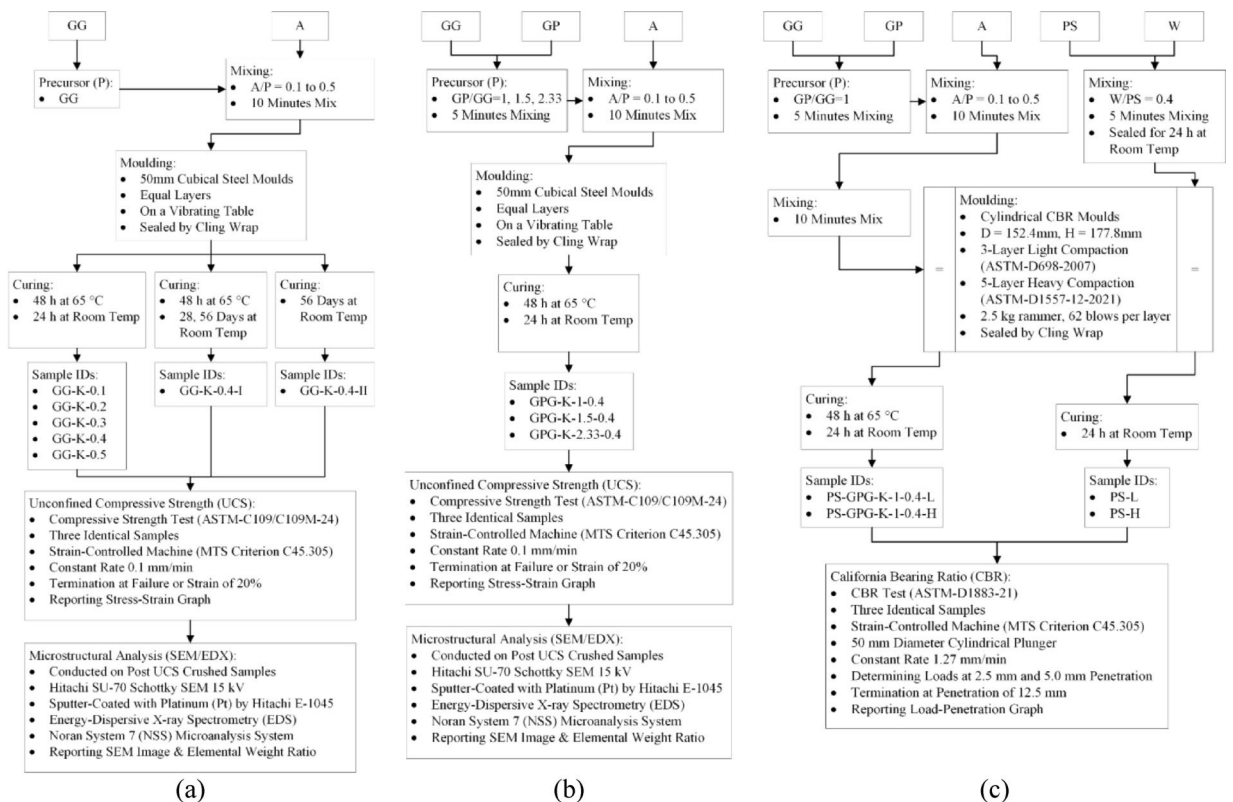 GG
A
Precursor (P):
• GG
Mixing:
• A/P = 0.1 to 0.5
• 10 Minutes Mix
Moulding:
• 50mm Cubical Steel Moulds
• Equal Layers
• On a Vibrating Table
• Sealed by Cling Wrap
Curing:
• 48 h at 65 °C
• 24 h at Room Temp
Curing:
• 48 h at 65 °C
• 28, 56 Days at
Room Temp
Curing:
• 56 Days at
Room Temp
Sample IDs:
• GG-K-0.1
• GG-K-0.2
• GG-K-0.3
• GG-K-0.4
• GG-K-0.5
Sample IDs:
• GG-K-0.4-I
Sample IDs:
• GG-K-0.4-II
Unconfined Compressive Strength (UCS):
• Compressive Strength Test (ASTM-C109/C109M-24)
• Three Identical Samples
• Strain-Controlled Machine (MTS Criterion C45.305)
• Constant Rate 0.1 mm/min
• Termination at Failure or Strain of 20%
• Reporting Stress-Strain Graph
Microstructural Analysis (SEM/EDX):
• Conducted on Post UCS Crushed Samples
• Hitachi SU-70 Schottky SEM 15 kV
• Sputter-Coated with Platinum (Pt) by Hitachi E-1045
• Energy-Dispersive X-ray Spectrometry (EDS)
• Noran System 7 (NSS) Microanalysis System
• Reporting SEM Image & Elemental Weight Ratio
(a)
GG
GP
A
Precursor (P):
• GP/GG=1, 1.5, 2.33
• 5 Minutes Mixing
Mixing:
• A/P = 0.1 to 0.5
• 10 Minutes Mix
Moulding:
• 50mm Cubical Steel Moulds
• Equal Layers
• On a Vibrating Table
• Sealed by Cling Wrap
Curing:
• 48 h at 65 °C
• 24 h at Room Temp
Sample IDs:
• GPG-K-1-0.4
• GPG-K-1.5-0.4
• GPG-K-2.33-0.4
Unconfined Compressive Strength (UCS):
• Compressive Strength Test (ASTM-C109/C109M-24)
• Three Identical Samples
• Strain-Controlled Machine (MTS Criterion C45.305)
• Constant Rate 0.1 mm/min
• Termination at Failure or Strain of 20%
• Reporting Stress-Strain Graph
Microstructural Analysis (SEM/EDX):
• Conducted on Post UCS Crushed Samples
• Hitachi SU-70 Schottky SEM 15 kV
• Sputter-Coated with Platinum (Pt) by Hitachi E-1045
• Energy-Dispersive X-ray Spectrometry (EDS)
• Noran System 7 (NSS) Microanalysis System
• Reporting SEM Image & Elemental Weight Ratio
(b)
GG
GP
A
PS
W
Precursor (P):
• GP/GG=1
• 5 Minutes Mixing
Mixing:
• A/P = 0.1 to 0.5
• 10 Minutes Mix
Mixing:
• W/PS = 0.4
• 5 Minutes Mixing
• Sealed for 24 h at
Room Temp
Mixing:
• 10 Minutes Mix
=
Moulding:
• Cylindrical CBR Moulds
• D = 152.4mm, H = 177.8mm
• 3-Layer Light Compaction
(ASTM-D698-2007)
• 5-Layer Heavy Compaction
(ASTM-D1557-12-2021)
• 2.5 kg rammer, 62 blows per layer
• Sealed by Cling Wrap
=
Curing:
• 48 h at 65 °C
• 24 h at Room Temp
Curing:
• 24 h at Room Temp
Sample IDs:
• PS-GPG-K-1-0.4-L
• PS-GPG-K-1-0.4-H
Sample IDs:
• PS-L
• PS-H
California Bearing Ratio (CBR):
• CBR Test (ASTM-D1883-21)
• Three Identical Samples
• Strain-Controlled Machine (MTS Criterion C45.305)
• 50 mm Diameter Cylindrical Plunger
• Constant Rate 1.27 mm/min
• Determining Loads at 2.5 mm and 5.0 mm Penetration
• Termination at Penetration of 12.5 mm
• Reporting Load-Penetration Graph
(c)